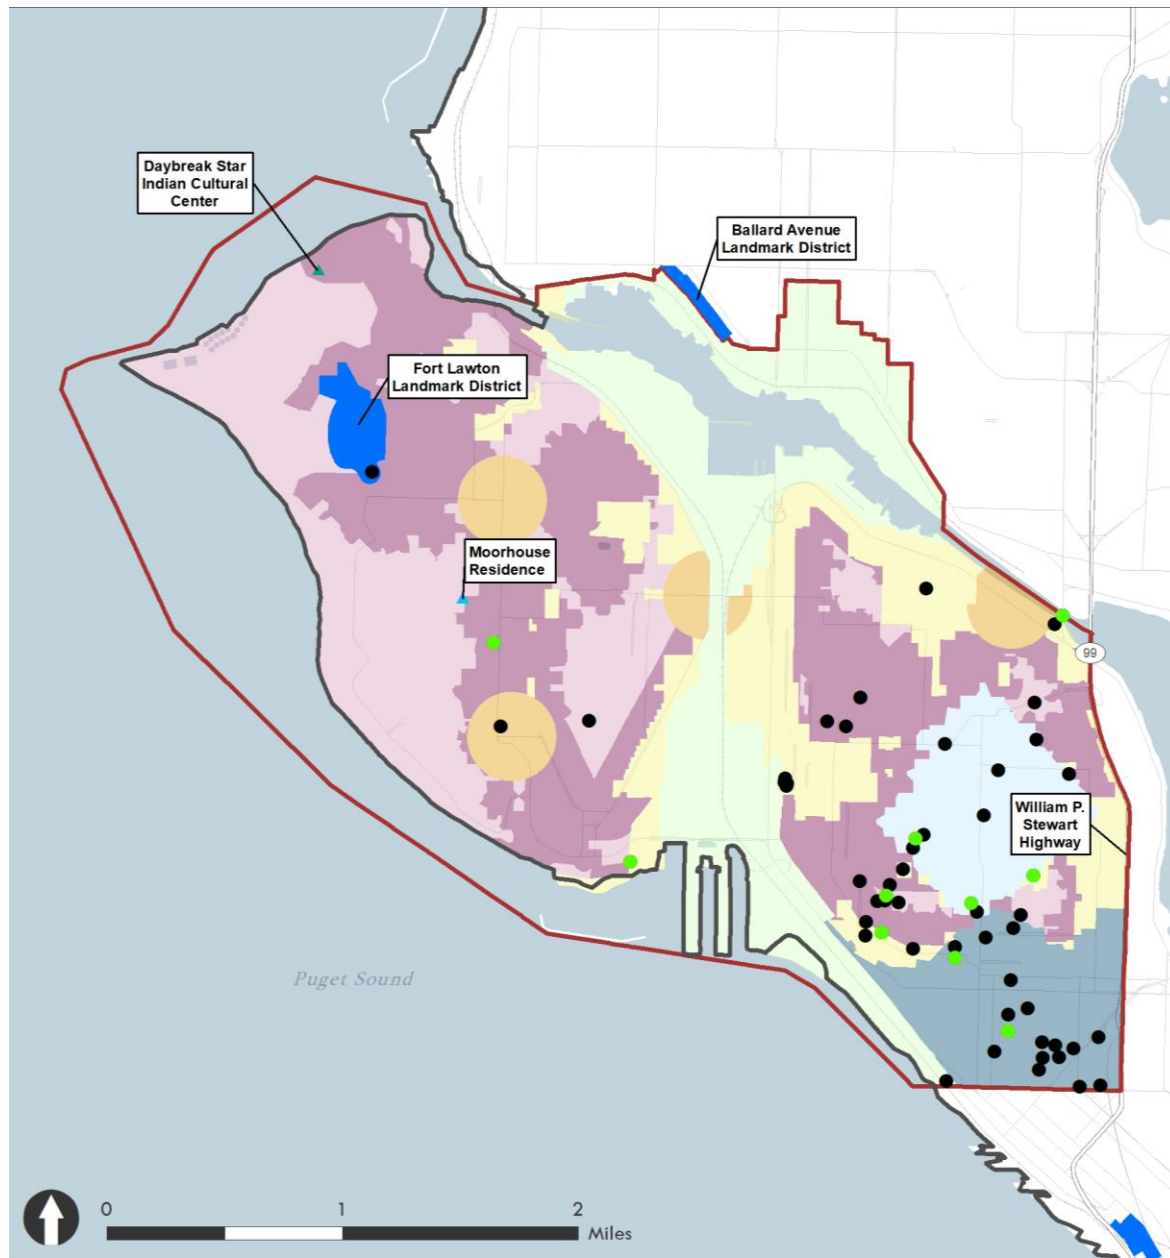 Daybreak Star
Indian Cultural
Center
Ballard Avenue
Landmark District
Fort Lawton
Landmark District
Moorhouse
Residence
99
William P.
Stewart
Highway
Puget Sound
0 1 2
Miles